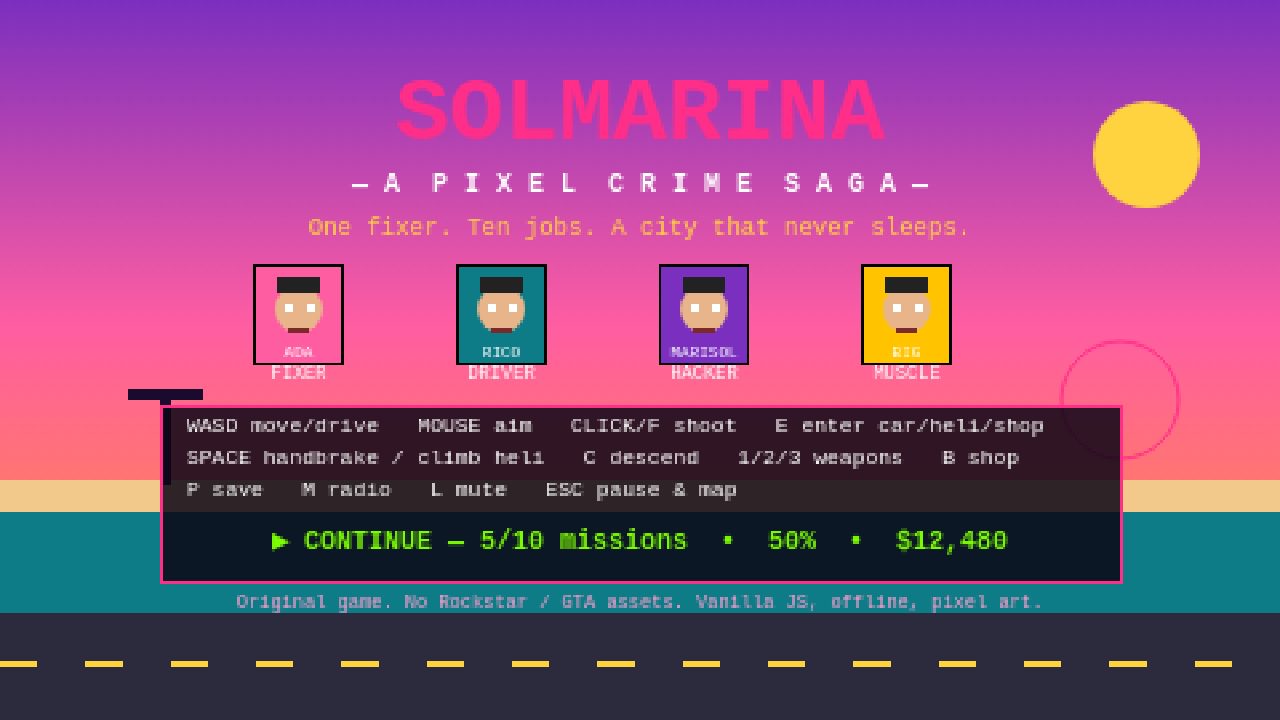 SOLMARINA
— A PIXEL CRIME SAGA —
One fixer. Ten jobs. A city that never sleeps.
ADA RICO MARISOL BIG
FIXER DRIVER HACKER MUSCLE
WASD move/drive MOUSE aim CLICK/F shoot E enter car/heli/shop
SPACE handbrake / climb heli C descend 1/2/3 weapons B shop
P save M radio L mute ESC pause & map
▶ CONTINUE — 5/10 missions • 50% • $12,480
Original game. No Rockstar / GTA assets. Vanilla JS, offline, pixel art.